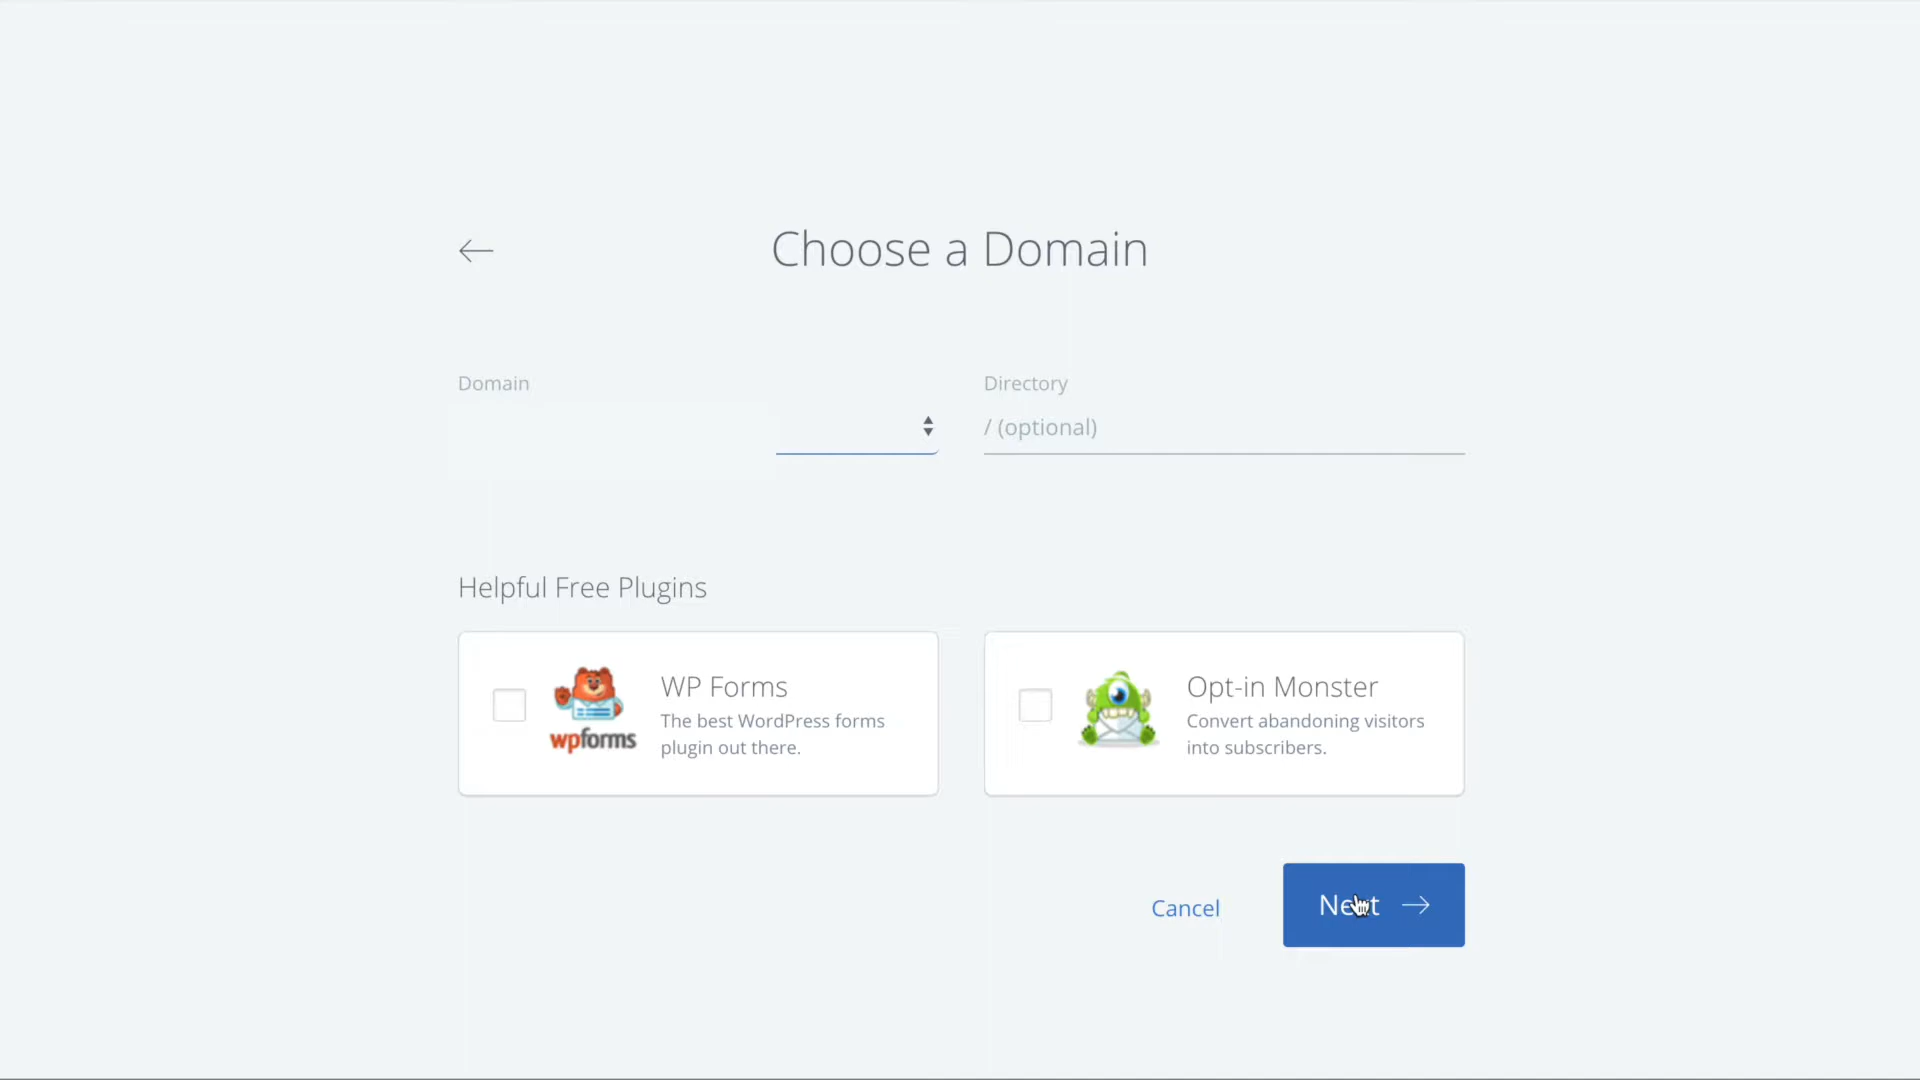 Choose a Domain
Domain
Directory
/ (optional)
Helpful Free Plugins
WP Forms
The best WordPress forms
plugin out there.
wpforms
Opt-in Monster
Convert abandoning visitors
into subscribers.
Cancel
Next